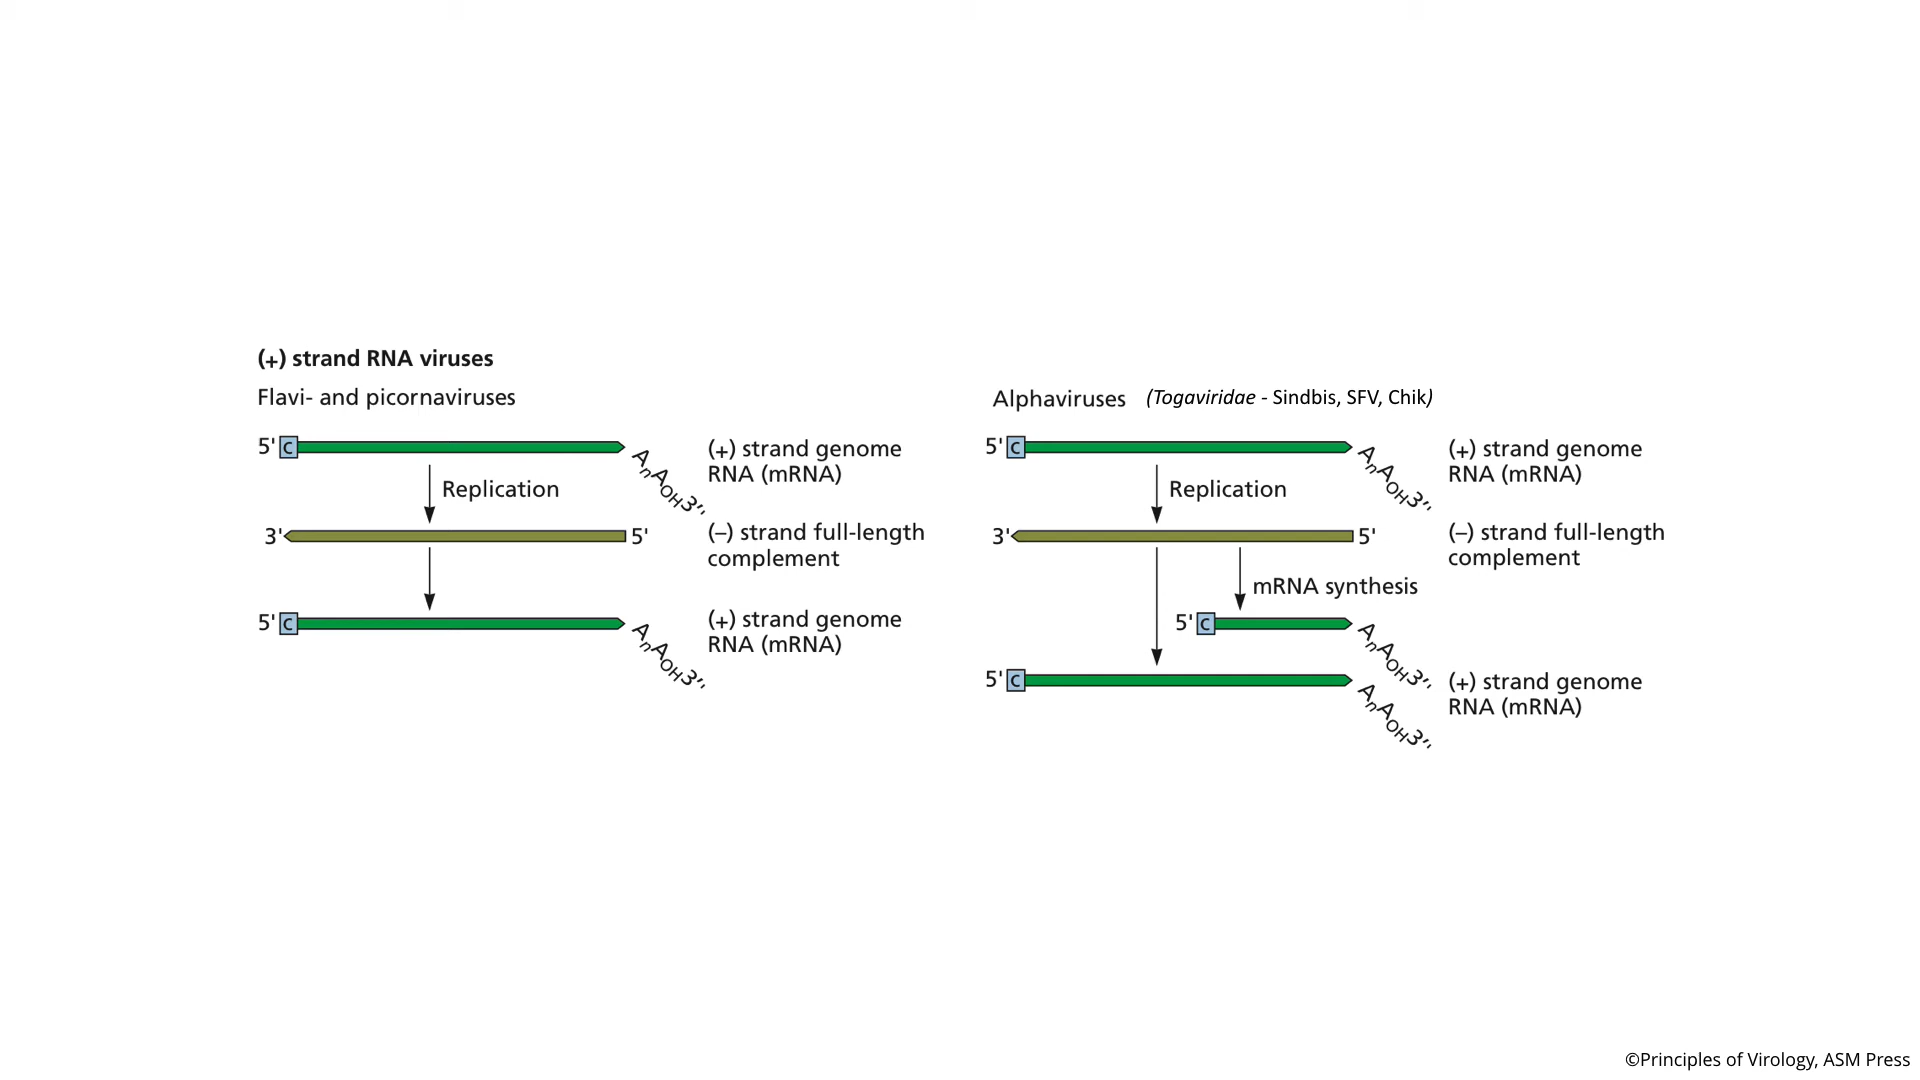 (+) strand RNA viruses
Flavi- and picornaviruses
5' C AnAOH3'
(+) strand genome
RNA (mRNA)
Replication
3' 5'
(–) strand full-length
complement
5' C AnAOH3'
(+) strand genome
RNA (mRNA)
Alphaviruses (Togaviridae - Sindbis, SFV, Chik)
5' C AnAOH3'
(+) strand genome
RNA (mRNA)
Replication
3' 5'
(–) strand full-length
complement
mRNA synthesis
5' C AnAOH3'
5' C AnAOH3'
(+) strand genome
RNA (mRNA)
©Principles of Virology, ASM Press